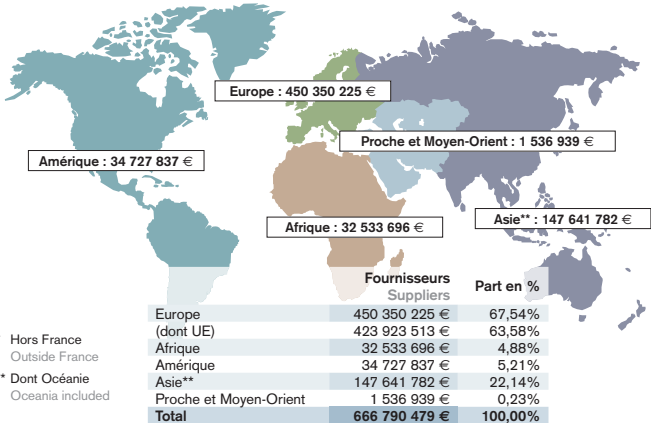 Europe : 450 350 225 €
Proche et Moyen-Orient : 1 536 939 €
Amérique : 34 727 837 €
Afrique : 32 533 696 €
Asie** : 147 641 782 €
Fournisseurs
Suppliers
Part en %
Europe 450 350 225 € 67,54%
(dont UE) 423 923 513 € 63,58%
Afrique 32 533 696 € 4,88%
Amérique 34 727 837 € 5,21%
Asie** 147 641 782 € 22,14%
Proche et Moyen-Orient 1 536 939 € 0,23%
Total 666 790 479 € 100,00%
Hors France
Outside France
* Dont Océanie
Oceania included